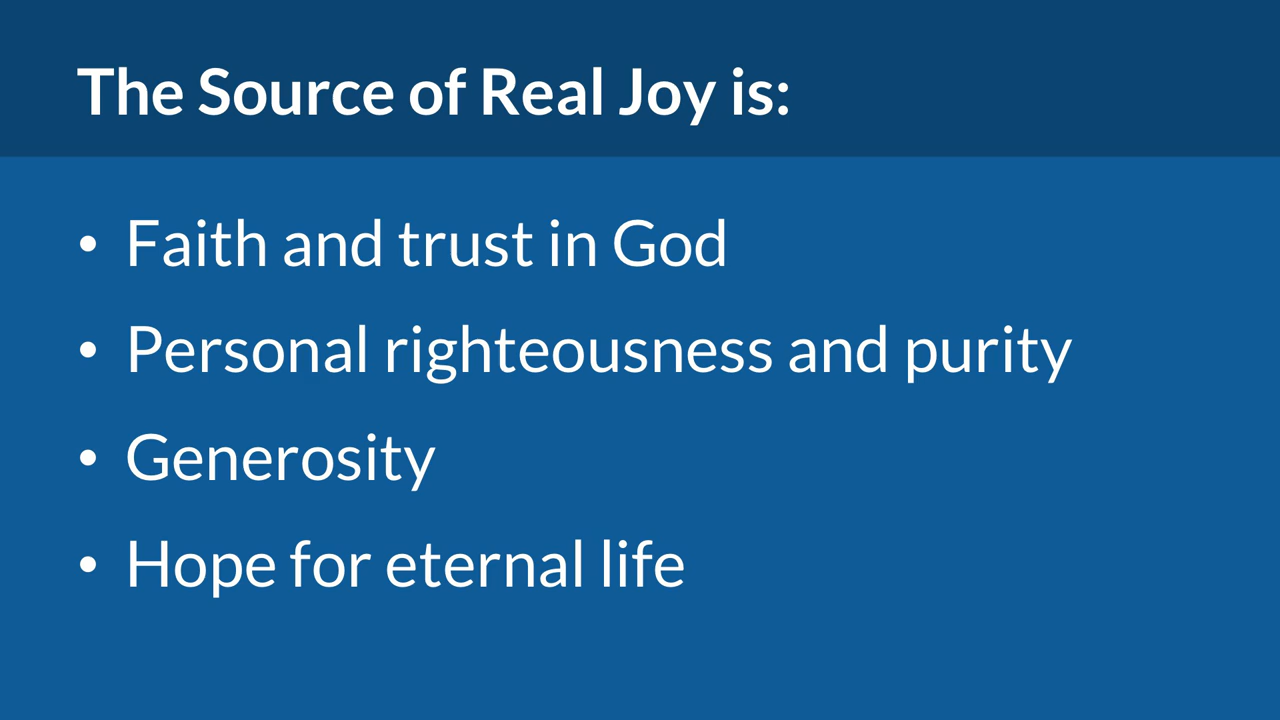 The Source of Real Joy is:
• Faith and trust in God
• Personal righteousness and purity
• Generosity
• Hope for eternal life